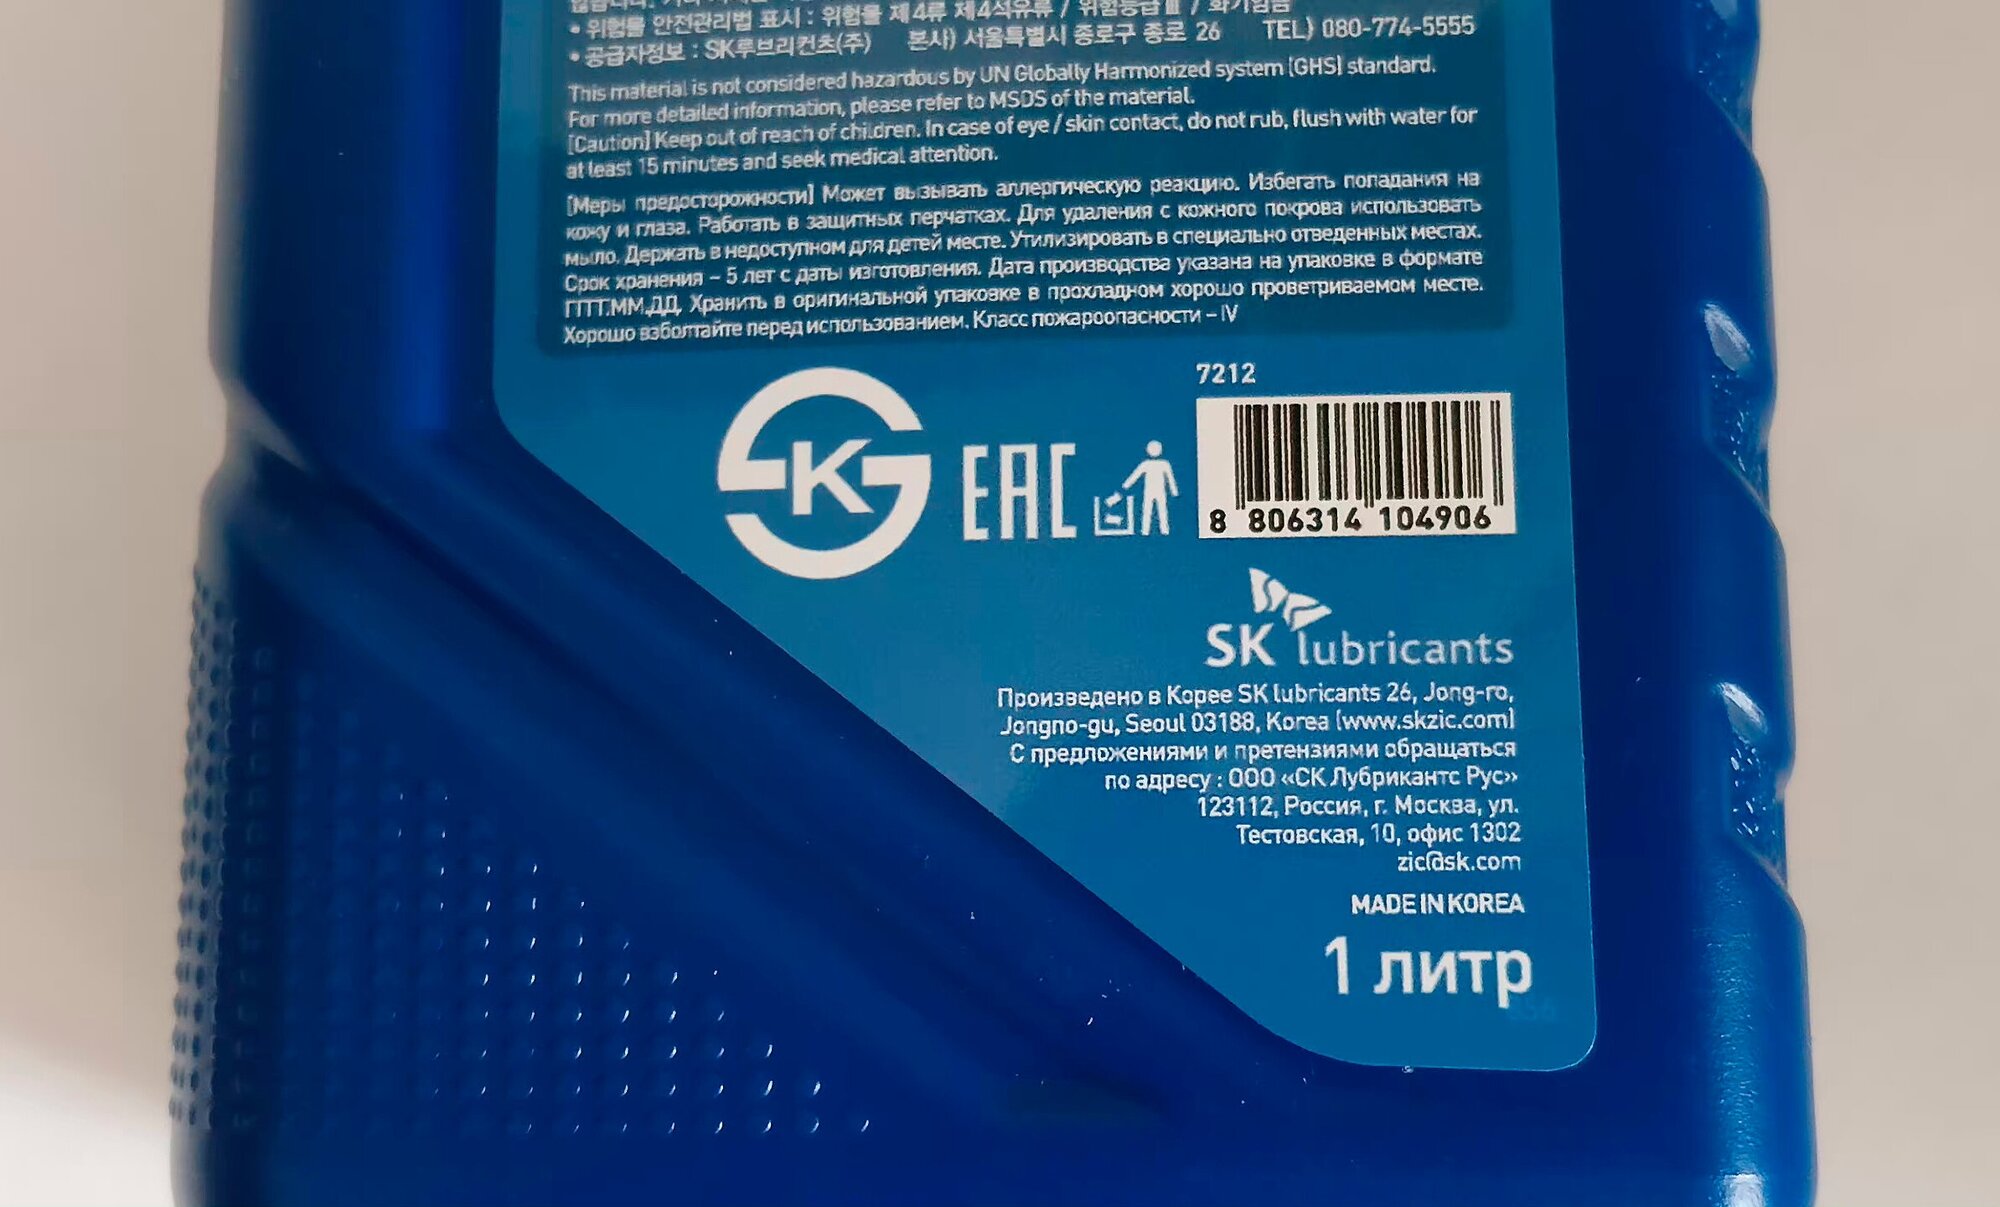 • 위험물 안전관리법 표시 : 위험물 제4류 제4석유류 / 위험등급Ⅲ / 화기엄금
• 공급자정보 : SK루브리컨츠(주) 본사) 서울특별시 종로구 종로 26 TEL) 080-774-5555
This material is not considered hazardous by UN Globally Harmonized system (GHS) standard.
For more detailed information, please refer to MSDS of the material.
[Caution] Keep out of reach of children. In case of eye / skin contact, do not rub, flush with water for
at least 15 minutes and seek medical attention.
[Меры предосторожности] Может вызывать аллергическую реакцию. Избегать попадания на
кожу и глаза. Работать в защитных перчатках. Для удаления с кожного покрова использовать
мыло. Держать в недоступном для детей месте. Утилизировать в специально отведенных местах.
Срок хранения – 5 лет с даты изготовления. Дата производства указана на упаковке в формате
ГГГГ.ММ.ДД. Хранить в оригинальной упаковке в прохладном хорошо проветриваемом месте.
Хорошо взболтайте перед использованием. Класс пожароопасности – IV
7212
SKG
EAC
8 806314 104906
SK lubricants
Произведено в Корее SK lubricants 26, Jong-ro,
Jongno-gu, Seoul 03188, Korea (www.skzic.com)
С предложениями и претензиями обращаться
по адресу : ООО «СК Лубрикантс Рус»
123112, Россия, г. Москва, ул.
Тестовская, 10, офис 1302
zic@sk.com
MADE IN KOREA
1 литр